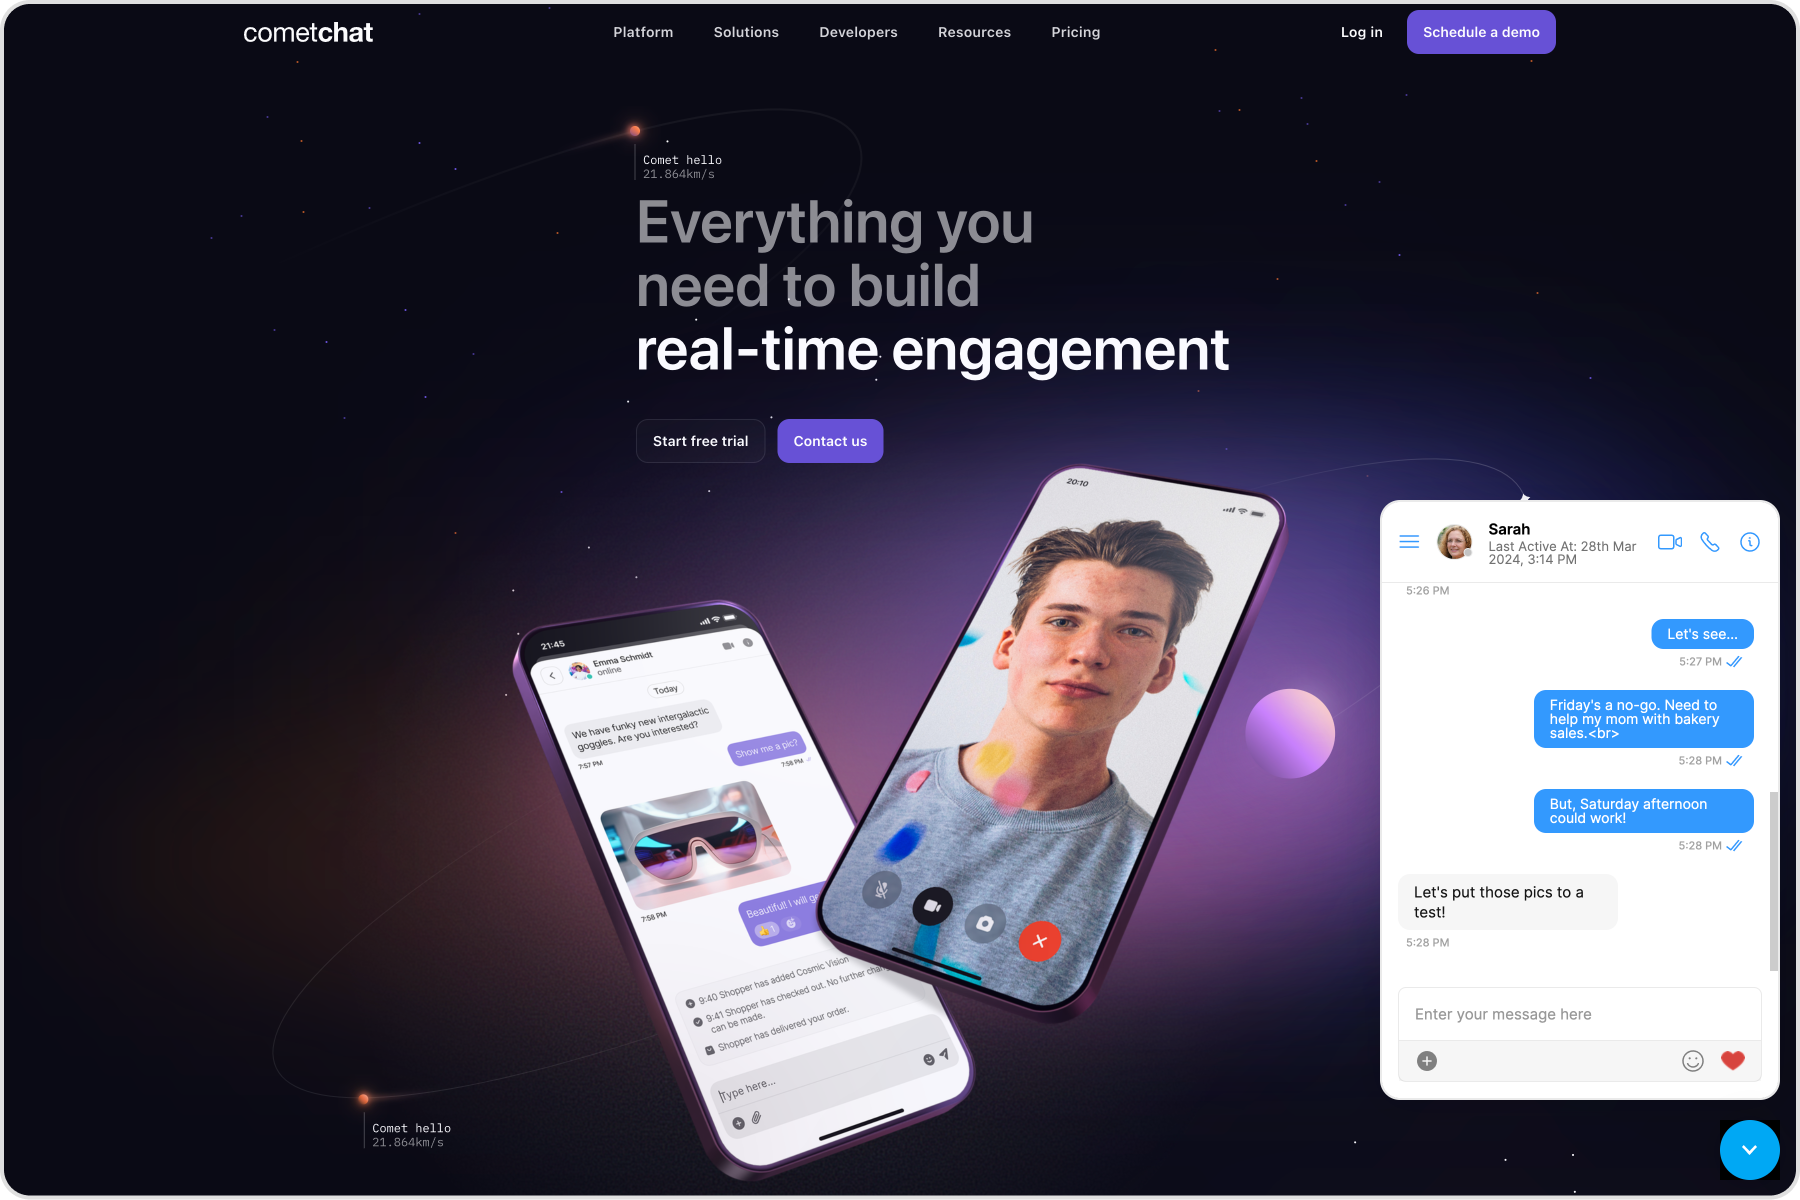 cometchat
Platform
Solutions
Developers
Resources
Pricing
Log in
Schedule a demo
Comet hello
21.864km/s
Everything you
need to build
real-time engagement
Start free trial
Contact us
20:10
21:45
Emma Schmidt
online
Today
We have funky new intergalactic
goggles. Are you interested?
7:57 PM
Show me a pic?
7:58 PM
7:58 PM
Beautiful! I will
1
9:40 Shopper has added Cosmic Vision
9:41 Shopper has checked out. No further
can be made.
Shopper has delivered your order.
Type here...
Comet hello
21.864km/s
Sarah
Last Active At: 28th Mar
2024, 3:14 PM
5:26 PM
Let's see...
5:27 PM
Friday's a no-go. Need to
help my mom with bakery
sales.<br>
5:28 PM
But, Saturday afternoon
could work!
5:28 PM
Let's put those pics to a
test!
5:28 PM
Enter your message here